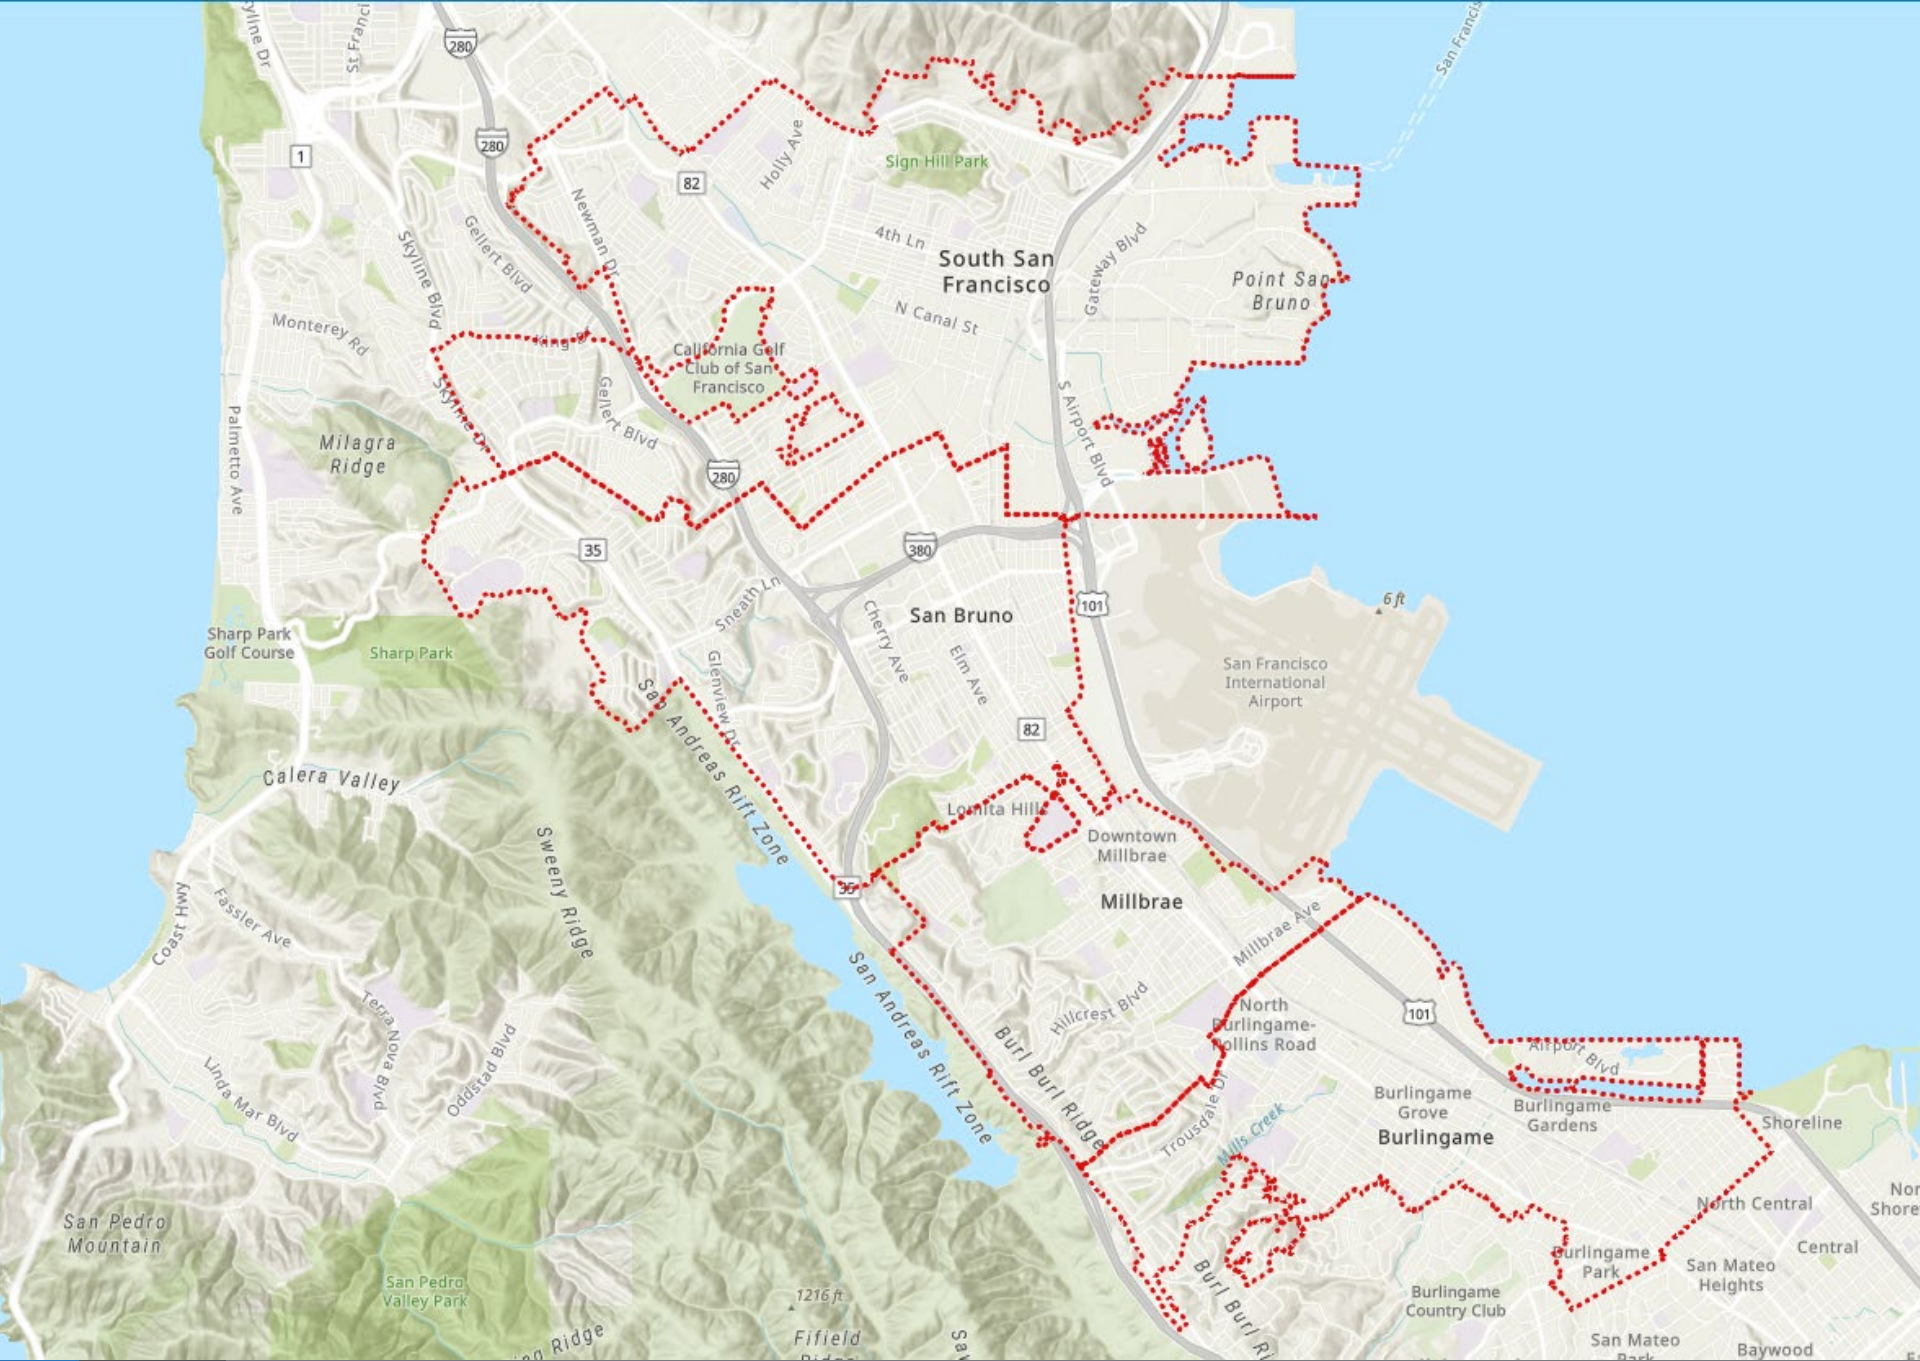 St Franci
280
San Francis
280
1
82
Holly Ave
Sign Hill Park
Newman Dr
Gellert Blvd
Skyline Blvd
4th Ln
South San
Francisco
Gateway Blvd
Point San
Bruno
N Canal St
Monterey Rd
King D
California Golf
Club of San
Francisco
Skyline Dr
Gellert Blvd
Palmetto Ave
S Airport Blvd
Milagra
Ridge
280
35
380
Sneath Ln
San Bruno
101
6 ft
Cherry Ave
Elm Ave
Sharp Park
Golf Course
Sharp Park
Glenview Dr
San Francisco
International
Airport
82
San Andreas Rift Zone
Calera Valley
Lomita Hills
Downtown
Millbrae
Sweeny Ridge
35
Millbrae
Coast Hwy
Fassler Ave
Millbrae Ave
San Andreas Rift Zone
Terra Nova Blvd
Hillcrest Blvd
North
Burlingame-
Rollins Road
101
Burl Burl Ridge
Oddstad Blvd
Linda Mar Blvd
Airport Blvd
Trousdale Dr
Mills Creek
Burlingame
Grove
Burlingame
Gardens
Shoreline
Burlingame
North Central
Nor
Shore
San Pedro
Mountain
Central
Burlingame
Park
San Mateo
Heights
San Pedro
Valley Park
1216 ft
Burl Burl Ri
Burlingame
Country Club
Fifield
ng Ridge
San Mateo
Baywood